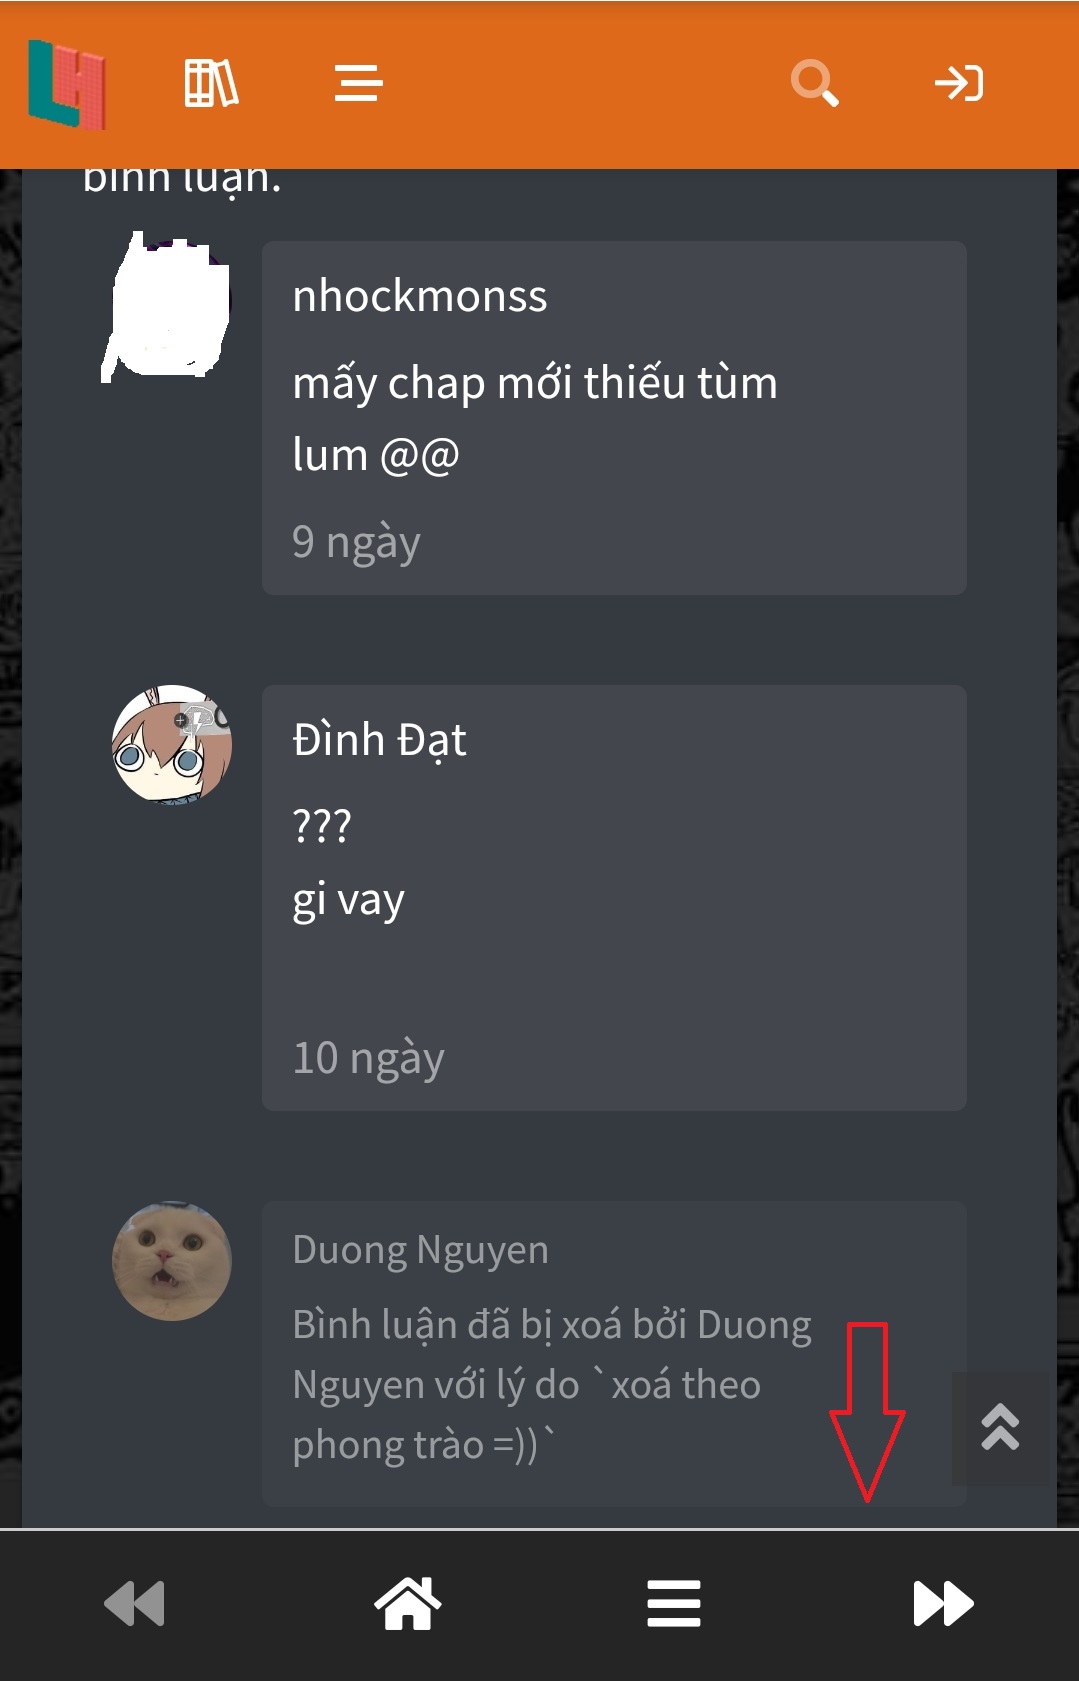 bình luận.
nhockmonss
mấy chap mới thiếu tùm
lum @@
9 ngày
Đình Đạt
???
gi vay
10 ngày
Duong Nguyen
Bình luận đã bị xoá bởi Duong
Nguyen với lý do `xoá theo
phong trào =))`